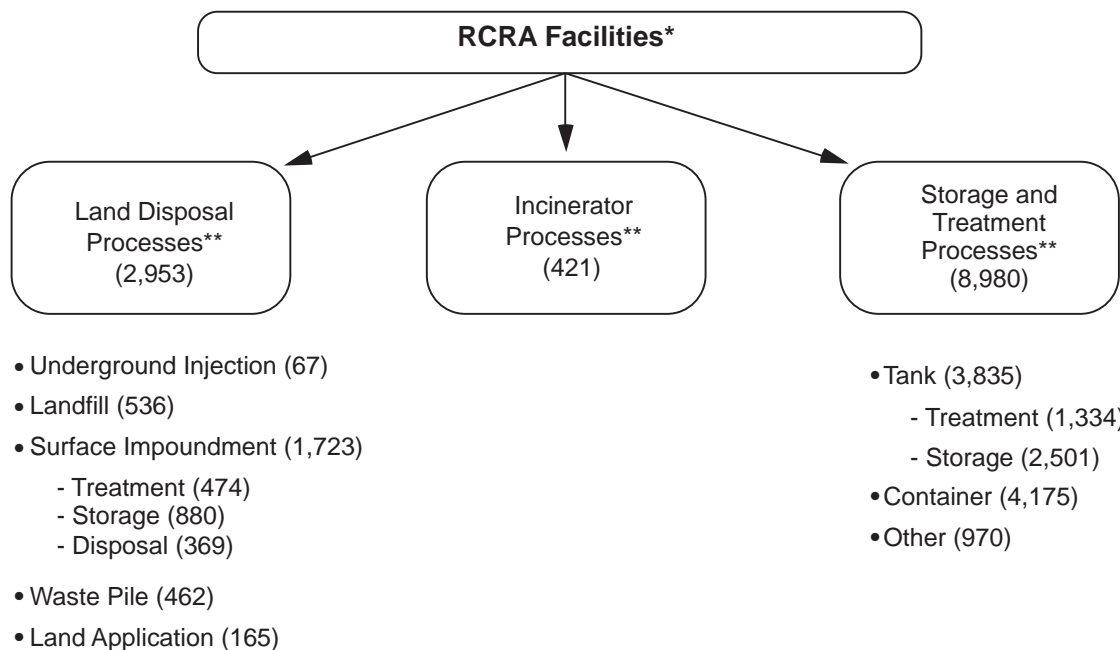 RCRA Facilities*
Land Disposal
Processes**
(2,953)
Incinerator
Processes**
(421)
Storage and
Treatment
Processes**
(8,980)
• Underground Injection (67)
• Landfill (536)
• Surface Impoundment (1,723)
- Treatment (474)
- Storage (880)
- Disposal (369)
• Waste Pile (462)
• Land Application (165)
• Tank (3,835)
- Treatment (1,334)
- Storage (2,501)
• Container (4,175)
• Other (970)